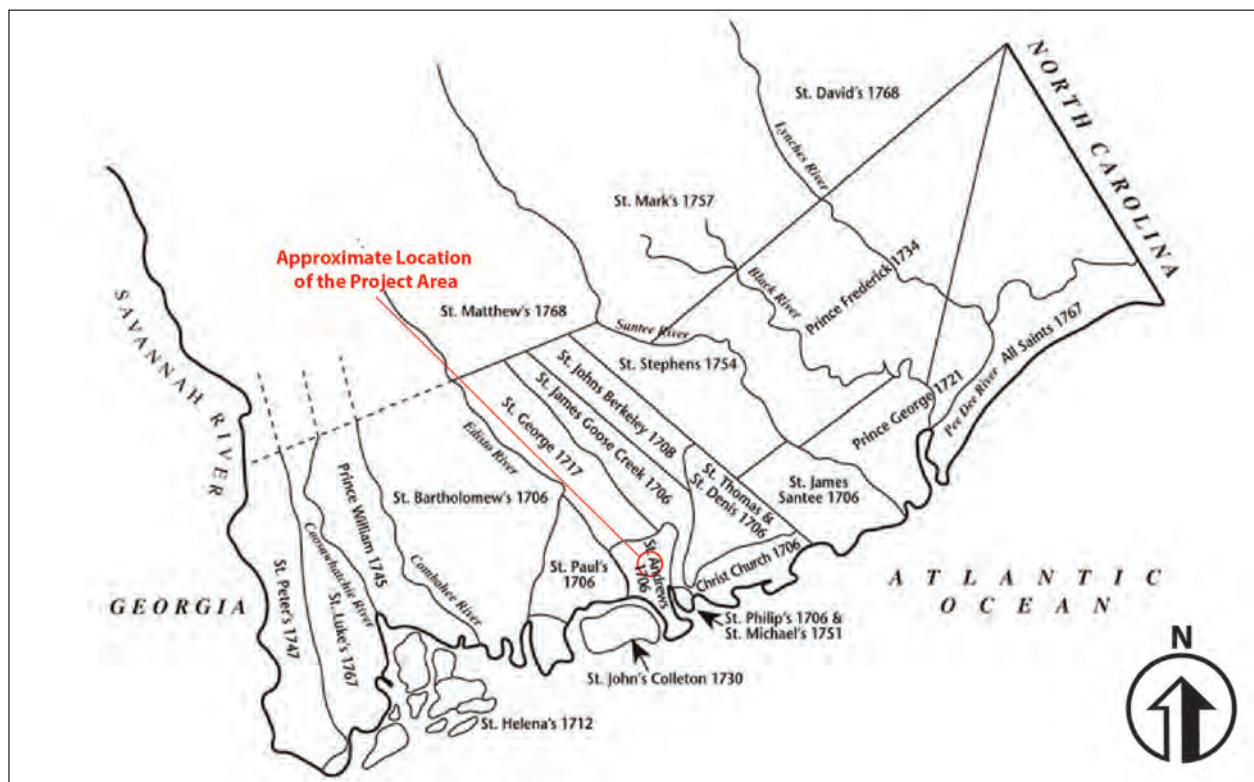 NORTH CAROLINA
St. David's 1768
Lynches River
St. Mark's 1757
Approximate Location
of the Project Area
Black River
Prince Frederick 1734
SAVANNAH RIVER
St. Matthew's 1768
Santee River
St. Stephens 1754
All Saints 1767
Pee Dee River
Prince George 1721
St. Johns Berkeley 1708
St. James Goose Creek 1706
St. George 1717
Edisto River
St. Thomas &
St. Denis 1706
St. James
Santee 1706
Prince William 1745
St. Bartholomew's 1706
Coosawhatchie River
Combahee River
St. Paul's
1706
St. Andrews
1706
Christ Church 1706
ATLANTIC
OCEAN
GEORGIA
St. Peters 1747
St. Luke's 1767
St. Philip's 1706 &
St. Michael's 1751
St. John's Colleton 1730
St. Helena's 1712
N